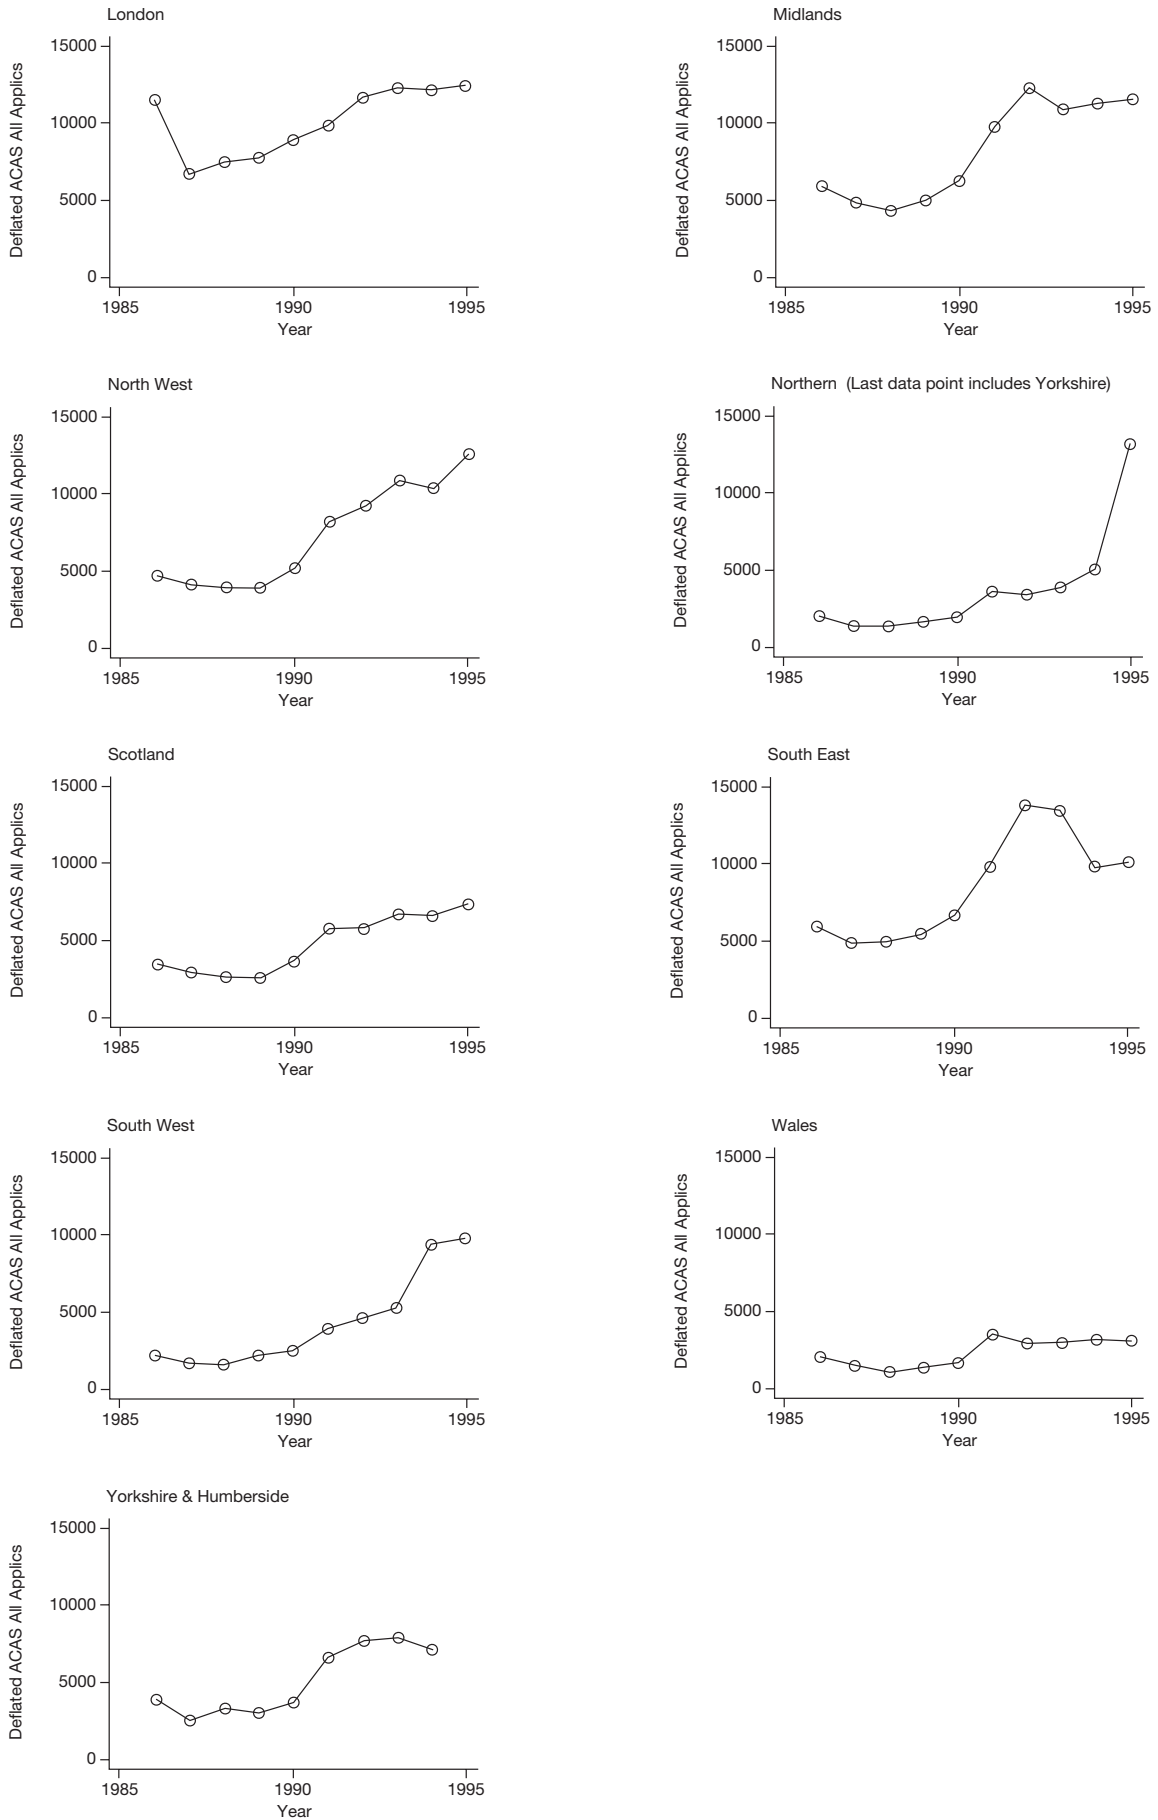 London
Deflated ACAS All Applics
15000
10000
5000
0
1985
1990
1995
Year
Midlands
Deflated ACAS All Applics
15000
10000
5000
0
1985
1990
1995
Year
North West
Deflated ACAS All Applics
15000
10000
5000
0
1985
1990
1995
Year
Northern (Last data point includes Yorkshire)
Deflated ACAS All Applics
15000
10000
5000
0
1985
1990
1995
Year
Scotland
Deflated ACAS All Applics
15000
10000
5000
0
1985
1990
1995
Year
South East
Deflated ACAS All Applics
15000
10000
5000
0
1985
1990
1995
Year
South West
Deflated ACAS All Applics
15000
10000
5000
0
1985
1990
1995
Year
Wales
Deflated ACAS All Applics
15000
10000
5000
0
1985
1990
1995
Year
Yorkshire & Humberside
Deflated ACAS All Applics
15000
10000
5000
0
1985
1990
1995
Year